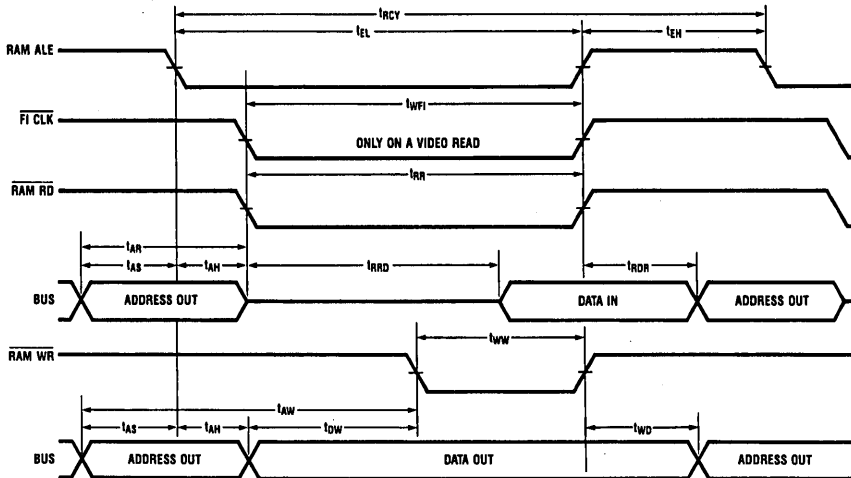 tRCY
tEL tEH
RAM ALE
tWFI
FI CLK
ONLY ON A VIDEO READ
tRR
RAM RD
tAR
tAS tAH tRRD tRDR
BUS ADDRESS OUT DATA IN ADDRESS OUT
tWW
RAM WR
tAW
tAS tAH tDW tWD
BUS ADDRESS OUT DATA OUT ADDRESS OUT